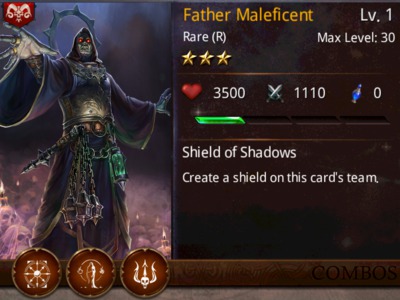 Father Maleficent Lv. 1
Rare (R) Max Level: 30
3500 1110 0
Shield of Shadows
Create a shield on this card's team.
COMBOS